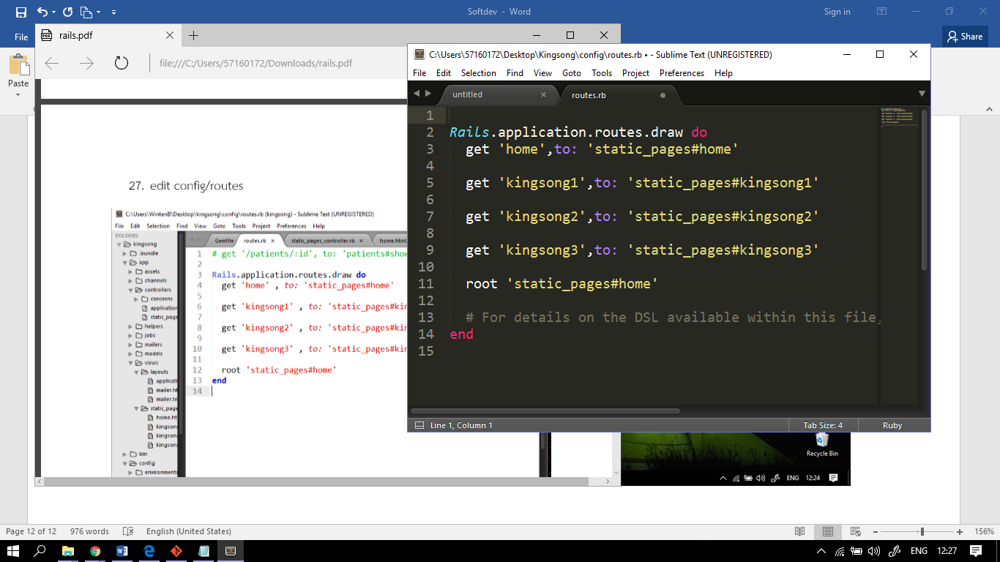 Softdev - Word
Sign in
File
Share
Paste
rails.pdf
file:///C:/Users/57160172/Downloads/rails.pdf
27. edit config/routes
C:\Users\WintenB\Desktop\kingsong\config\routes.rb (kingsong) - Sublime Text (UNREGISTERED)
File Edit Selection Find View Goto Tools Project Preferences Help
FOLDERS
kingsong
.bundle
app
assets
channels
controllers
concerns
application
static_page
helpers
jobs
mailers
models
views
layouts
applicati
mailer.ht
mailer.te
static_page
home.ht
kingson
kingson
kingson
bin
config
environments
Gemfile
routes.rb
static_pages_controller.rb
home.html.
1 # get '/patients/:id', to: 'patients#show
2
3 Rails.application.routes.draw do
4 get 'home' , to: 'static_pages#home'
5
6 get 'kingsong1' , to: 'static_pages#kin
7
8 get 'kingsong2' , to: 'static_pages#kin
9
10 get 'kingsong3' , to: 'static_pages#kin
11
12 root 'static_pages#home'
13 end
14
C:\Users\57160172\Desktop\Kingsong\config\routes.rb • - Sublime Text (UNREGISTERED)
File Edit Selection Find View Goto Tools Project Preferences Help
untitled
routes.rb
1
2 Rails.application.routes.draw do
3 get 'home',to: 'static_pages#home'
4
5 get 'kingsong1',to: 'static_pages#kingsong1'
6
7 get 'kingsong2',to: 'static_pages#kingsong2'
8
9 get 'kingsong3',to: 'static_pages#kingsong3'
10
11 root 'static_pages#home'
12
13 # For details on the DSL available within this file,
14 end
15
Line 1, Column 1
Tab Size: 4
Ruby
Recycle Bin
ENG 12:24
Page 12 of 12 976 words English (United States)
156%
ENG 12:27